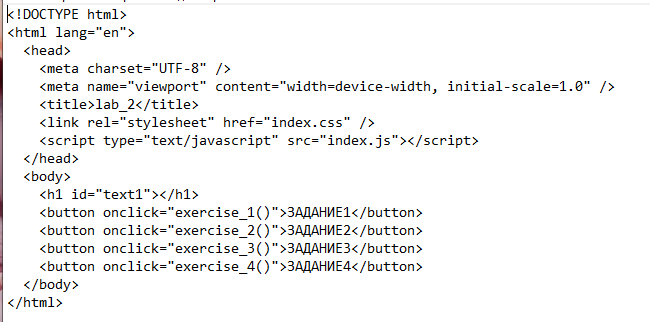 <!DOCTYPE html>
<html lang="en">
  <head>
    <meta charset="UTF-8" />
    <meta name="viewport" content="width=device-width, initial-scale=1.0" />
    <title>lab_2</title>
    <link rel="stylesheet" href="index.css" />
    <script type="text/javascript" src="index.js"></script>
  </head>
  <body>
    <h1 id="text1"></h1>
    <button onclick="exercise_1()">ЗАДАНИЕ1</button>
    <button onclick="exercise_2()">ЗАДАНИЕ2</button>
    <button onclick="exercise_3()">ЗАДАНИЕ3</button>
    <button onclick="exercise_4()">ЗАДАНИЕ4</button>
  </body>
</html>